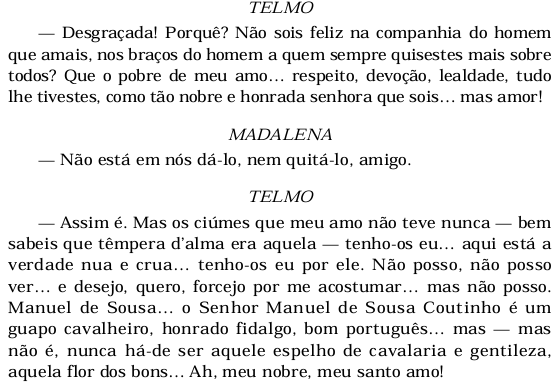 TELMO
— Desgraçada! Porquê? Não sois feliz na companhia do homem
que amais, nos braços do homem a quem sempre quisestes mais sobre
todos? Que o pobre de meu amo… respeito, devoção, lealdade, tudo
lhe tivestes, como tão nobre e honrada senhora que sois… mas amor!
MADALENA
— Não está em nós dá-lo, nem quitá-lo, amigo.
TELMO
— Assim é. Mas os ciúmes que meu amo não teve nunca — bem
sabeis que têmpera d’alma era aquela — tenho-os eu… aqui está a
verdade nua e crua… tenho-os eu por ele. Não posso, não posso
ver… e desejo, quero, forcejo por me acostumar… mas não posso.
Manuel de Sousa… o Senhor Manuel de Sousa Coutinho é um
guapo cavalheiro, honrado fidalgo, bom português… mas — mas
não é, nunca há-de ser aquele espelho de cavalaria e gentileza,
aquela flor dos bons… Ah, meu nobre, meu santo amo!